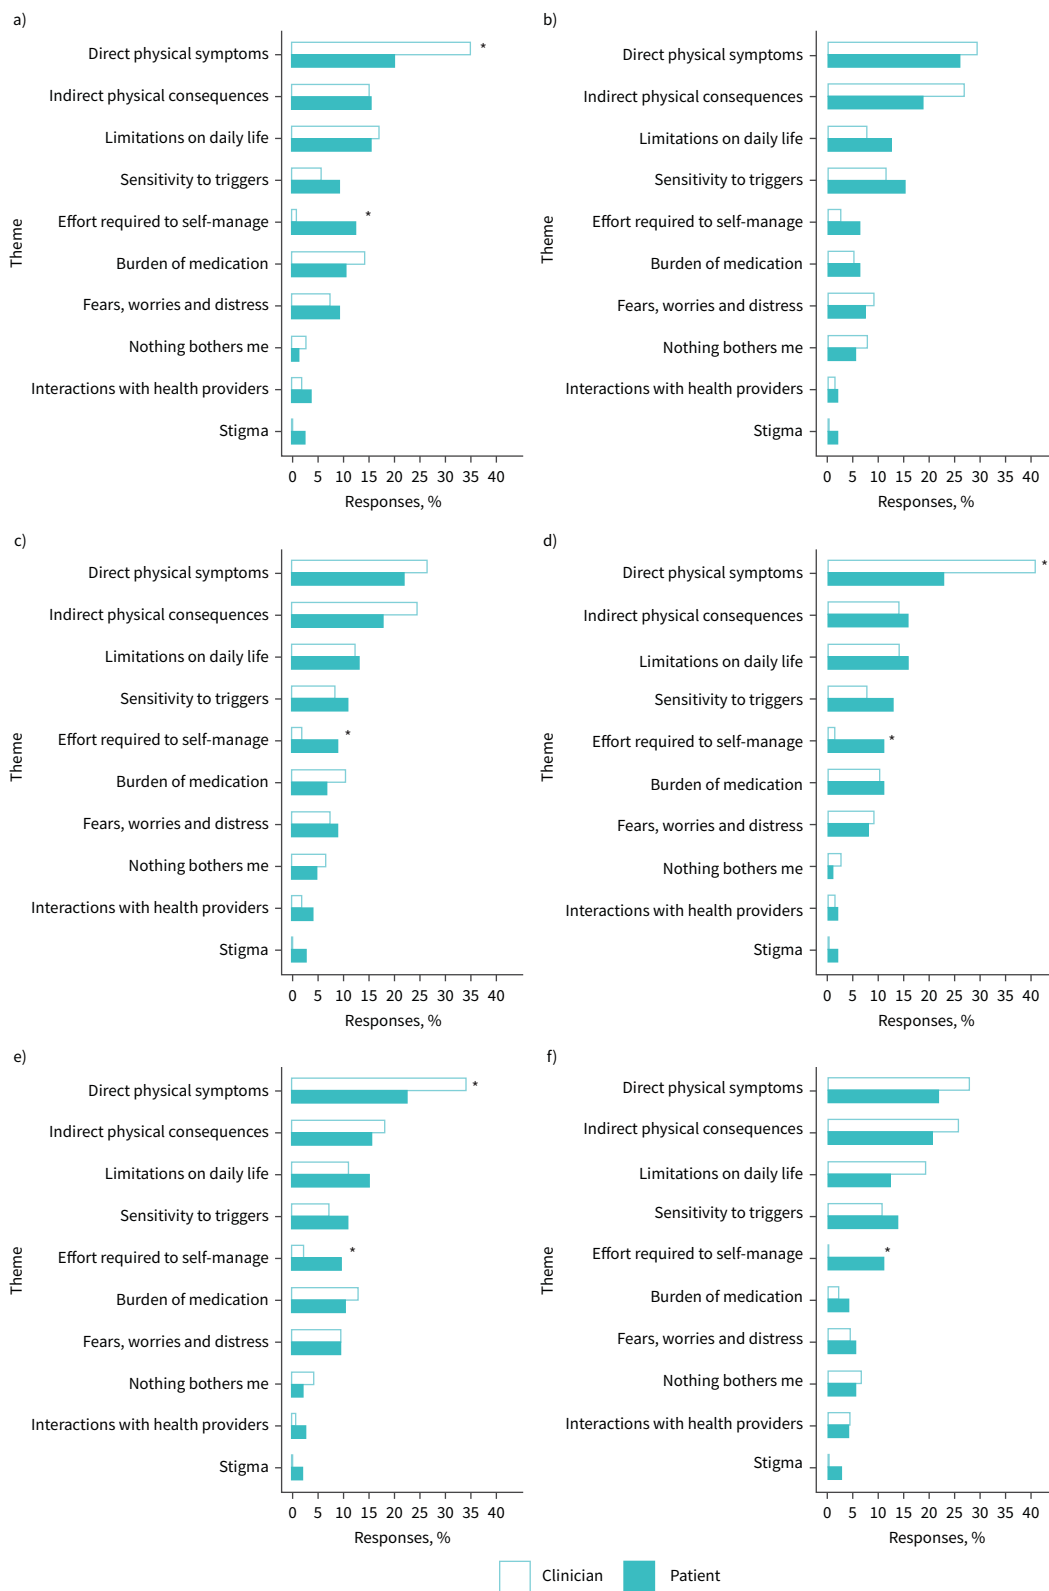 a)
Theme
Direct physical symptoms
*
Indirect physical consequences
Limitations on daily life
Sensitivity to triggers
Effort required to self-manage
*
Burden of medication
Fears, worries and distress
Nothing bothers me
Interactions with health providers
Stigma
0 5 10 15 20 25 30 35 40
Responses, %
b)
Theme
Direct physical symptoms
Indirect physical consequences
Limitations on daily life
Sensitivity to triggers
Effort required to self-manage
Burden of medication
Fears, worries and distress
Nothing bothers me
Interactions with health providers
Stigma
0 5 10 15 20 25 30 35 40
Responses, %
c)
Theme
Direct physical symptoms
Indirect physical consequences
Limitations on daily life
Sensitivity to triggers
Effort required to self-manage
*
Burden of medication
Fears, worries and distress
Nothing bothers me
Interactions with health providers
Stigma
0 5 10 15 20 25 30 35 40
Responses, %
d)
Theme
Direct physical symptoms
*
Indirect physical consequences
Limitations on daily life
Sensitivity to triggers
Effort required to self-manage
*
Burden of medication
Fears, worries and distress
Nothing bothers me
Interactions with health providers
Stigma
0 5 10 15 20 25 30 35 40
Responses, %
e)
Theme
Direct physical symptoms
*
Indirect physical consequences
Limitations on daily life
Sensitivity to triggers
Effort required to self-manage
*
Burden of medication
Fears, worries and distress
Nothing bothers me
Interactions with health providers
Stigma
0 5 10 15 20 25 30 35 40
Responses, %
f)
Theme
Direct physical symptoms
Indirect physical consequences
Limitations on daily life
Sensitivity to triggers
Effort required to self-manage
*
Burden of medication
Fears, worries and distress
Nothing bothers me
Interactions with health providers
Stigma
0 5 10 15 20 25 30 35 40
Responses, %
Clinician
Patient